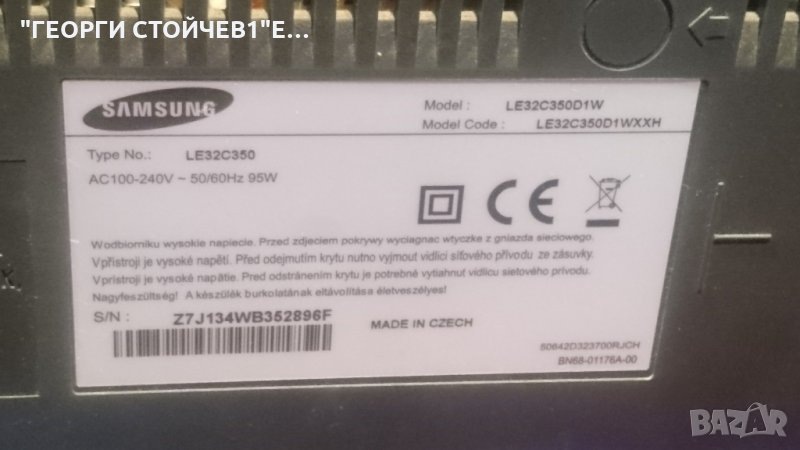 "ГЕОРГИ СТОЙЧЕВ1"Е...
SAMSUNG
Model : LE32C350D1W
Model Code : LE32C350D1WXXH
Type No.: LE32C350
AC100-240V ~ 50/60Hz 95W
CE
Wodbiorniku wysokie napiecie. Przed zdjeciem pokrywy wyciagnac wtyczke z gniazda sieciowego.
Vpřístroji je vysoké napětí. Před odejmutím krytu nutno vyjmout vidlici síťového přívodu ze zásuvky.
Vprístroji je vysoké napätie. Pred odstránením krytu je potrebné vytiahnuť vidlicu sieťového prívodu.
Nagyfeszültség! A készülék burkolatának eltávolítása életveszélyes!
S/N : Z7J134WB352896F
MADE IN CZECH
50642D323700RJCH
BN68-01176A-00
BAZAR